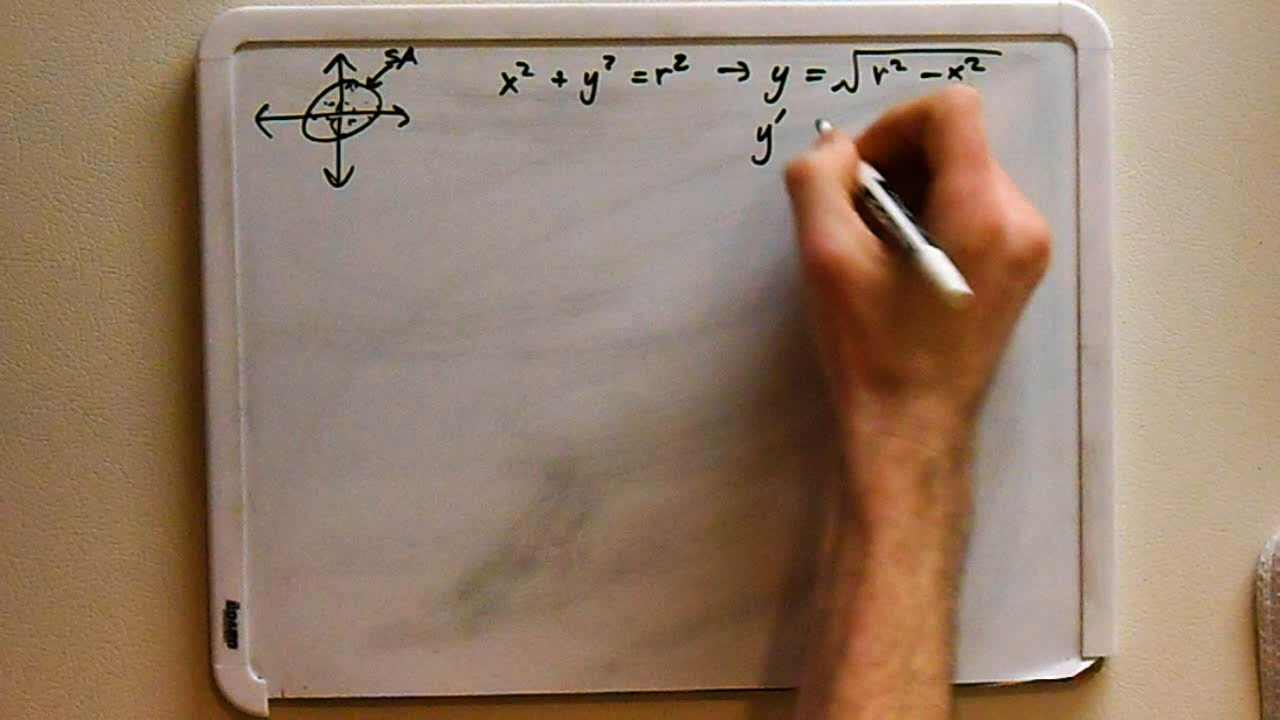 SA
x² + y² = r² → y = √(r² - x²)
y'
r